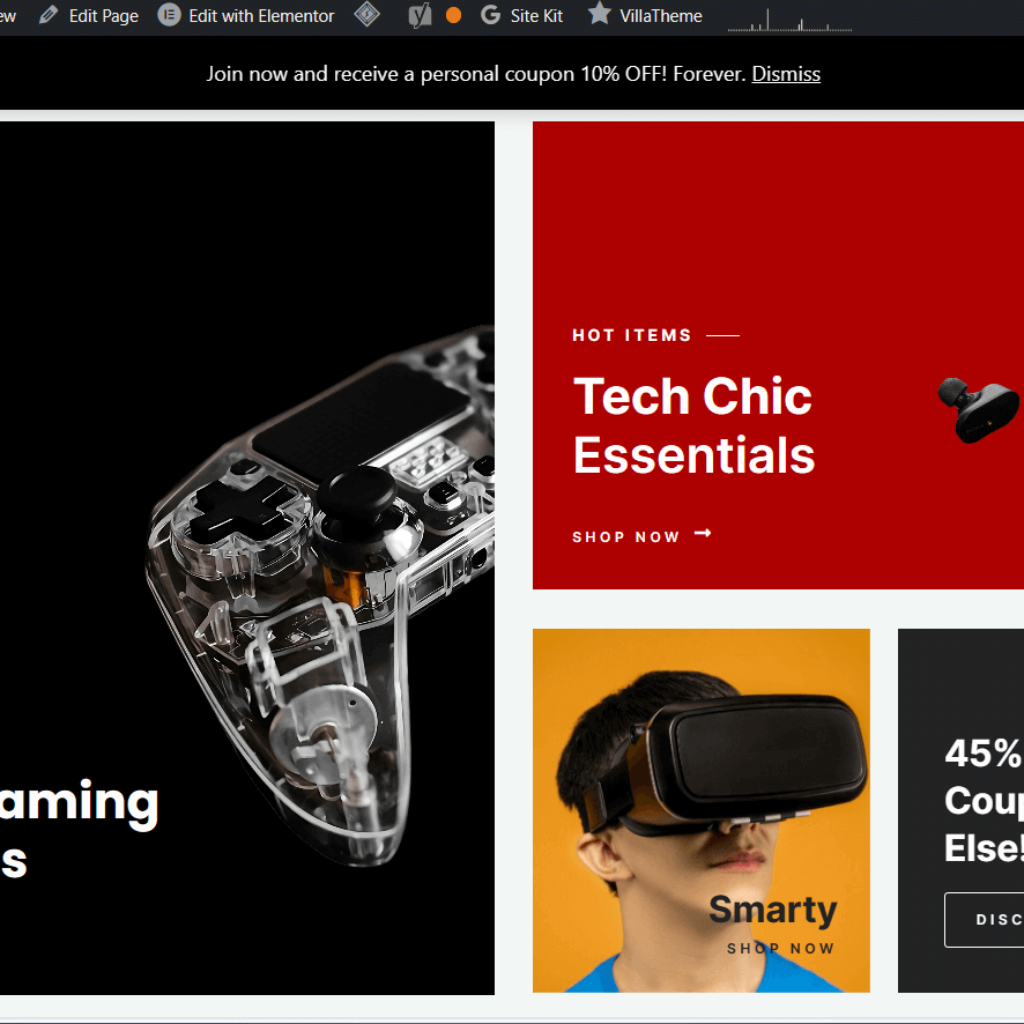 ew Edit Page Edit with Elementor Site Kit VillaTheme
Join now and receive a personal coupon 10% OFF! Forever. Dismiss
HOT ITEMS
Tech Chic
Essentials
SHOP NOW
aming
s
Smarty
SHOP NOW
45%
Coup
Else!
DISC